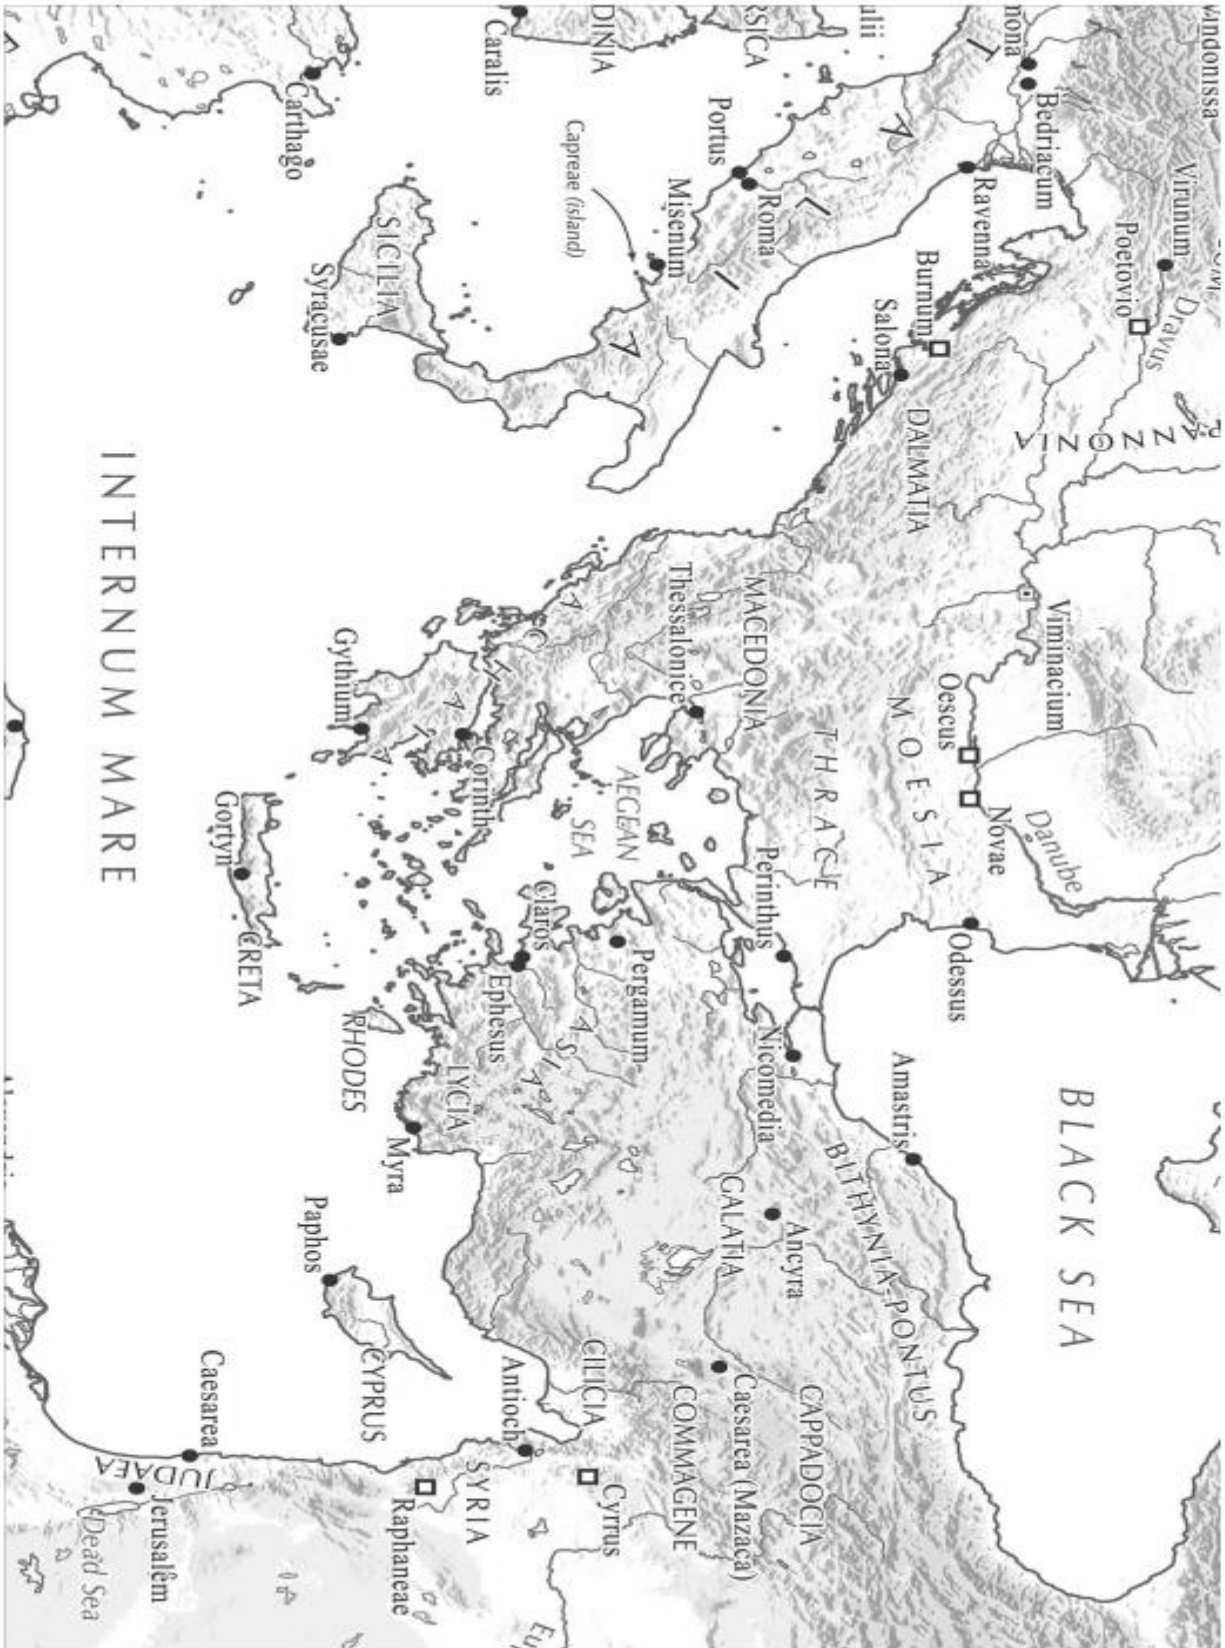 BLACK SEA
INTERNUM MARE
Virunum
Poetovio
Dravus
Bedriacum
Ravenna
Burnum
Salona
DALMATIA
Viminacium
Oescus
Novae
Danube
MOESIA
Odessus
THRACE
MACEDONIA
Thessalonice
Perinthus
Nicomedia
Amastris
BITHYNIA-PONTUS
Ancyra
GALATIA
CAPPADOCIA
Caesarea (Mazaca)
COMMAGENE
CILICIA
Cyrrus
Antioch
SYRIA
Raphaneae
CYPRUS
Paphos
Caesarea
JUDAEA
Jerusalem
Dead Sea
ITALIA
Portus
Roma
Misenum
Capreae (island)
SICILIA
Syracusae
Carthago
Caralis
ACHAIA
Corinth
Gythium
AEGEAN
SEA
Pergamum
Claros
Ephesus
ASIA
LYCIA
Myra
RHODES
Gortyn
CRETA